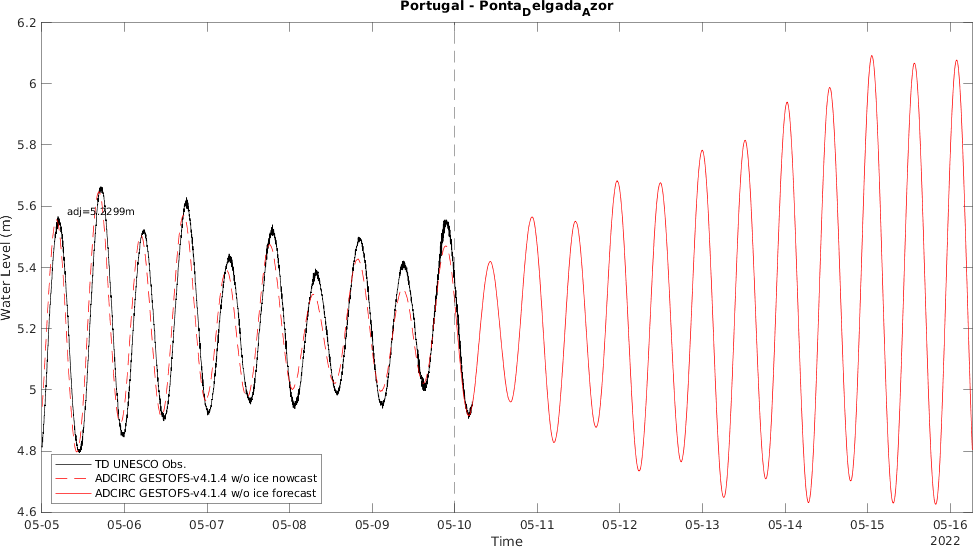 Portugal - PontaDelgadaAzor
6.2
6
5.8
5.6
5.4
5.2
5
4.8
4.6
Water Level (m)
adj=5.2299m
TD UNESCO Obs.
ADCIRC GESTOFS-v4.1.4 w/o ice nowcast
ADCIRC GESTOFS-v4.1.4 w/o ice forecast
05-05 05-06 05-07 05-08 05-09 05-10 05-11 05-12 05-13 05-14 05-15 05-16
Time
2022